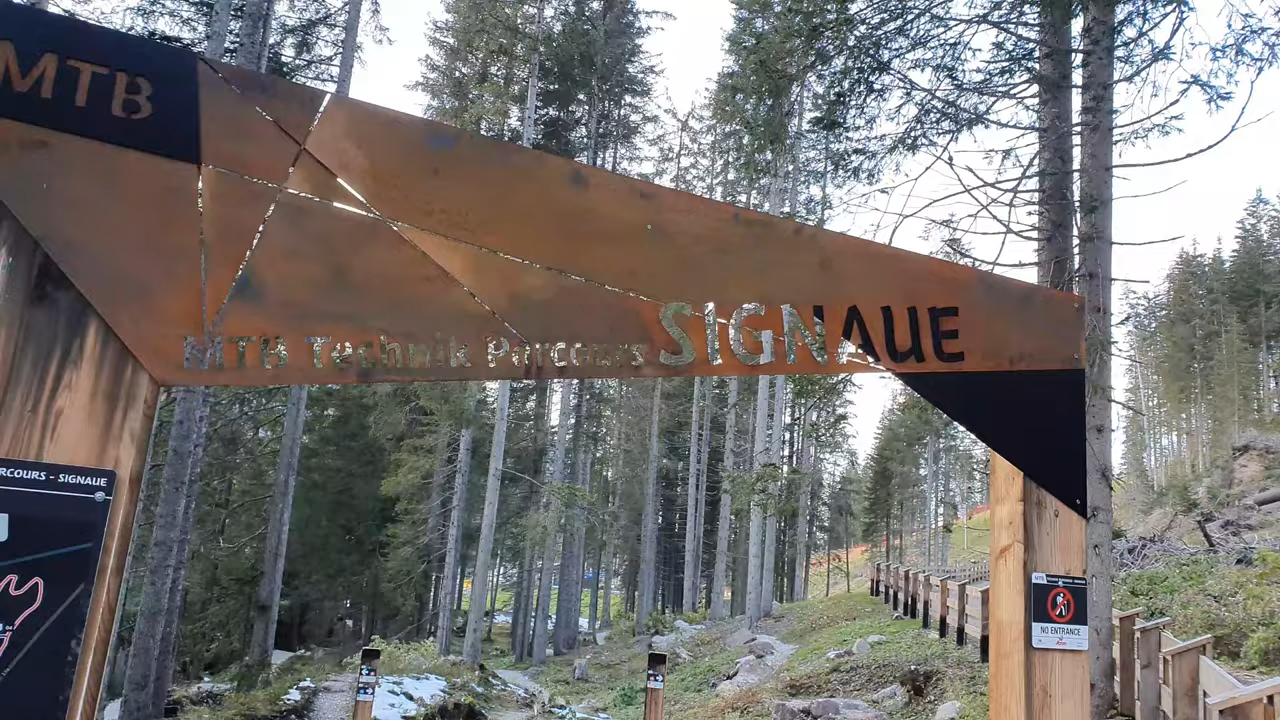 MTB
MTB Technik Parcours SIGNAUE
PARCOURS - SIGNAUE
NO ENTRANCE